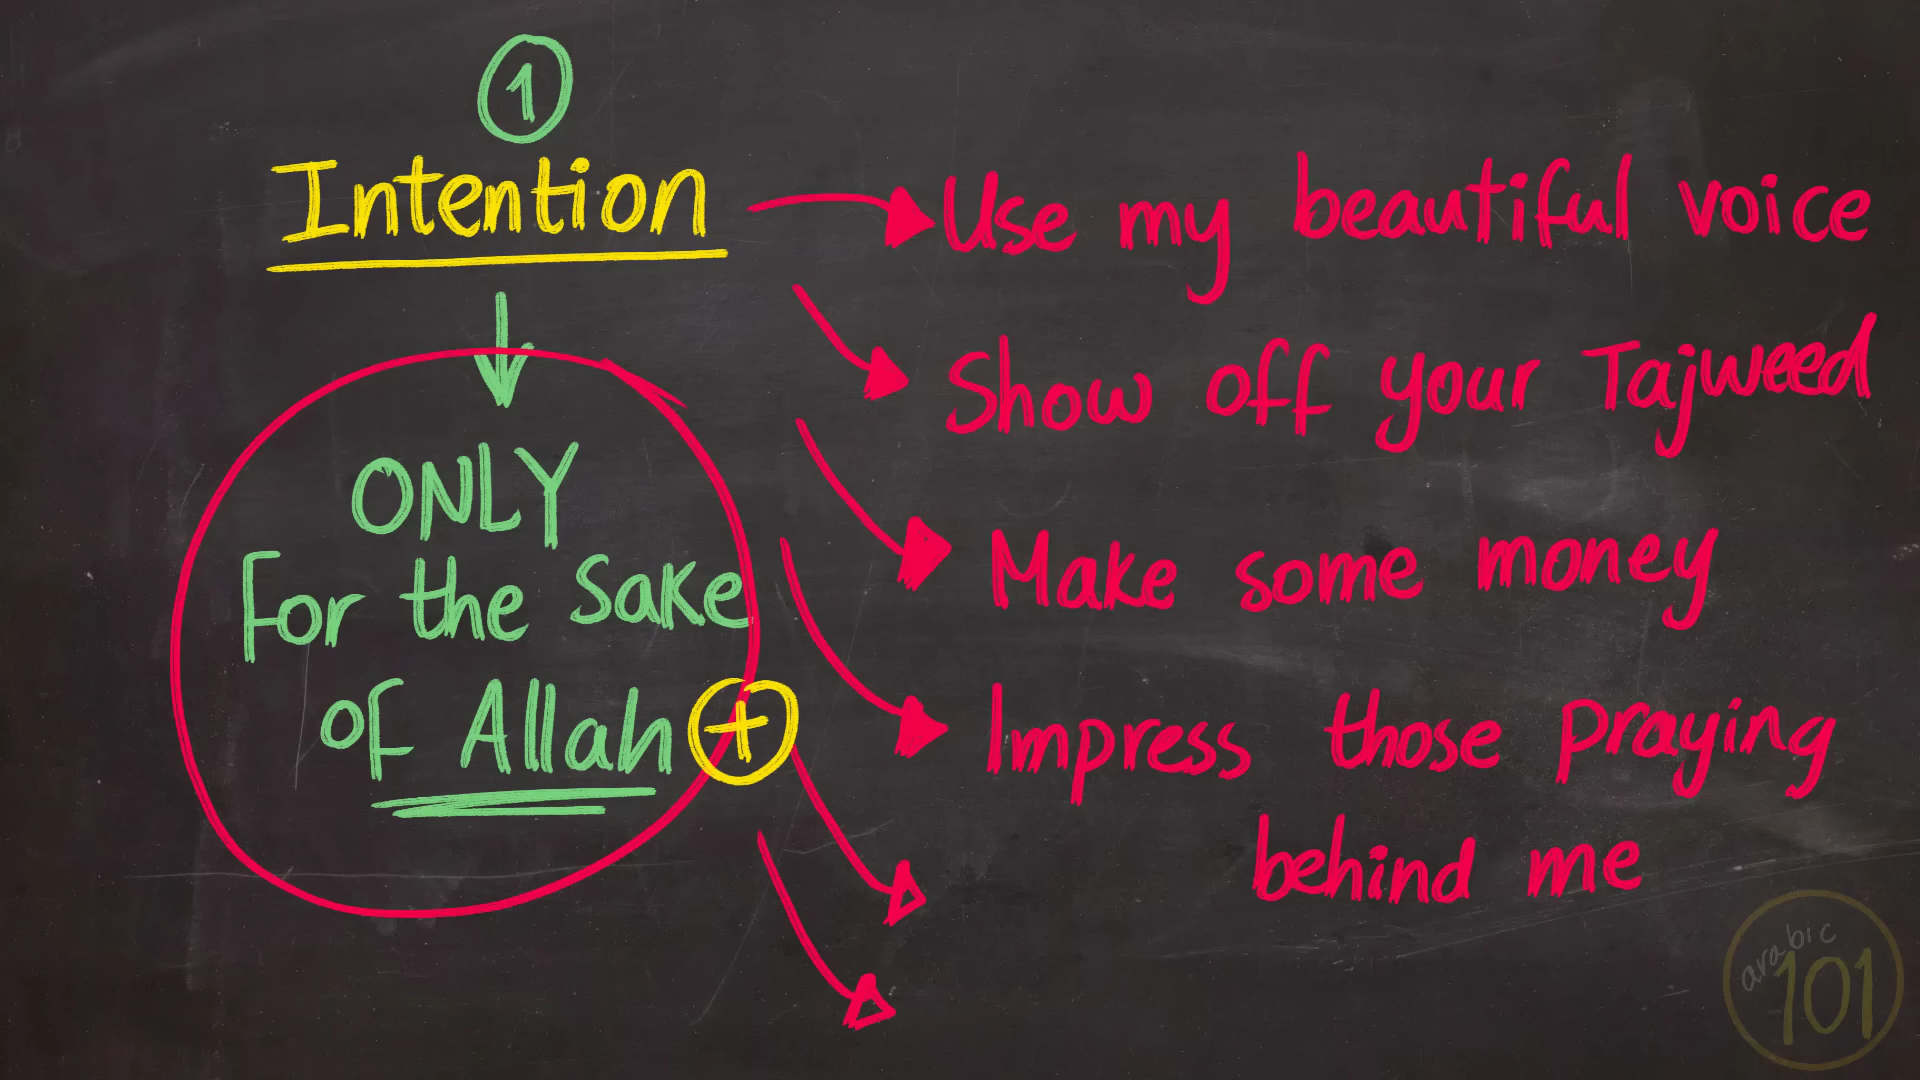 1
Intention
ONLY
For the Sake
of Allah +
Use my beautiful voice
Show off your Tajweed
Make some money
Impress those praying
behind me
arabic
101